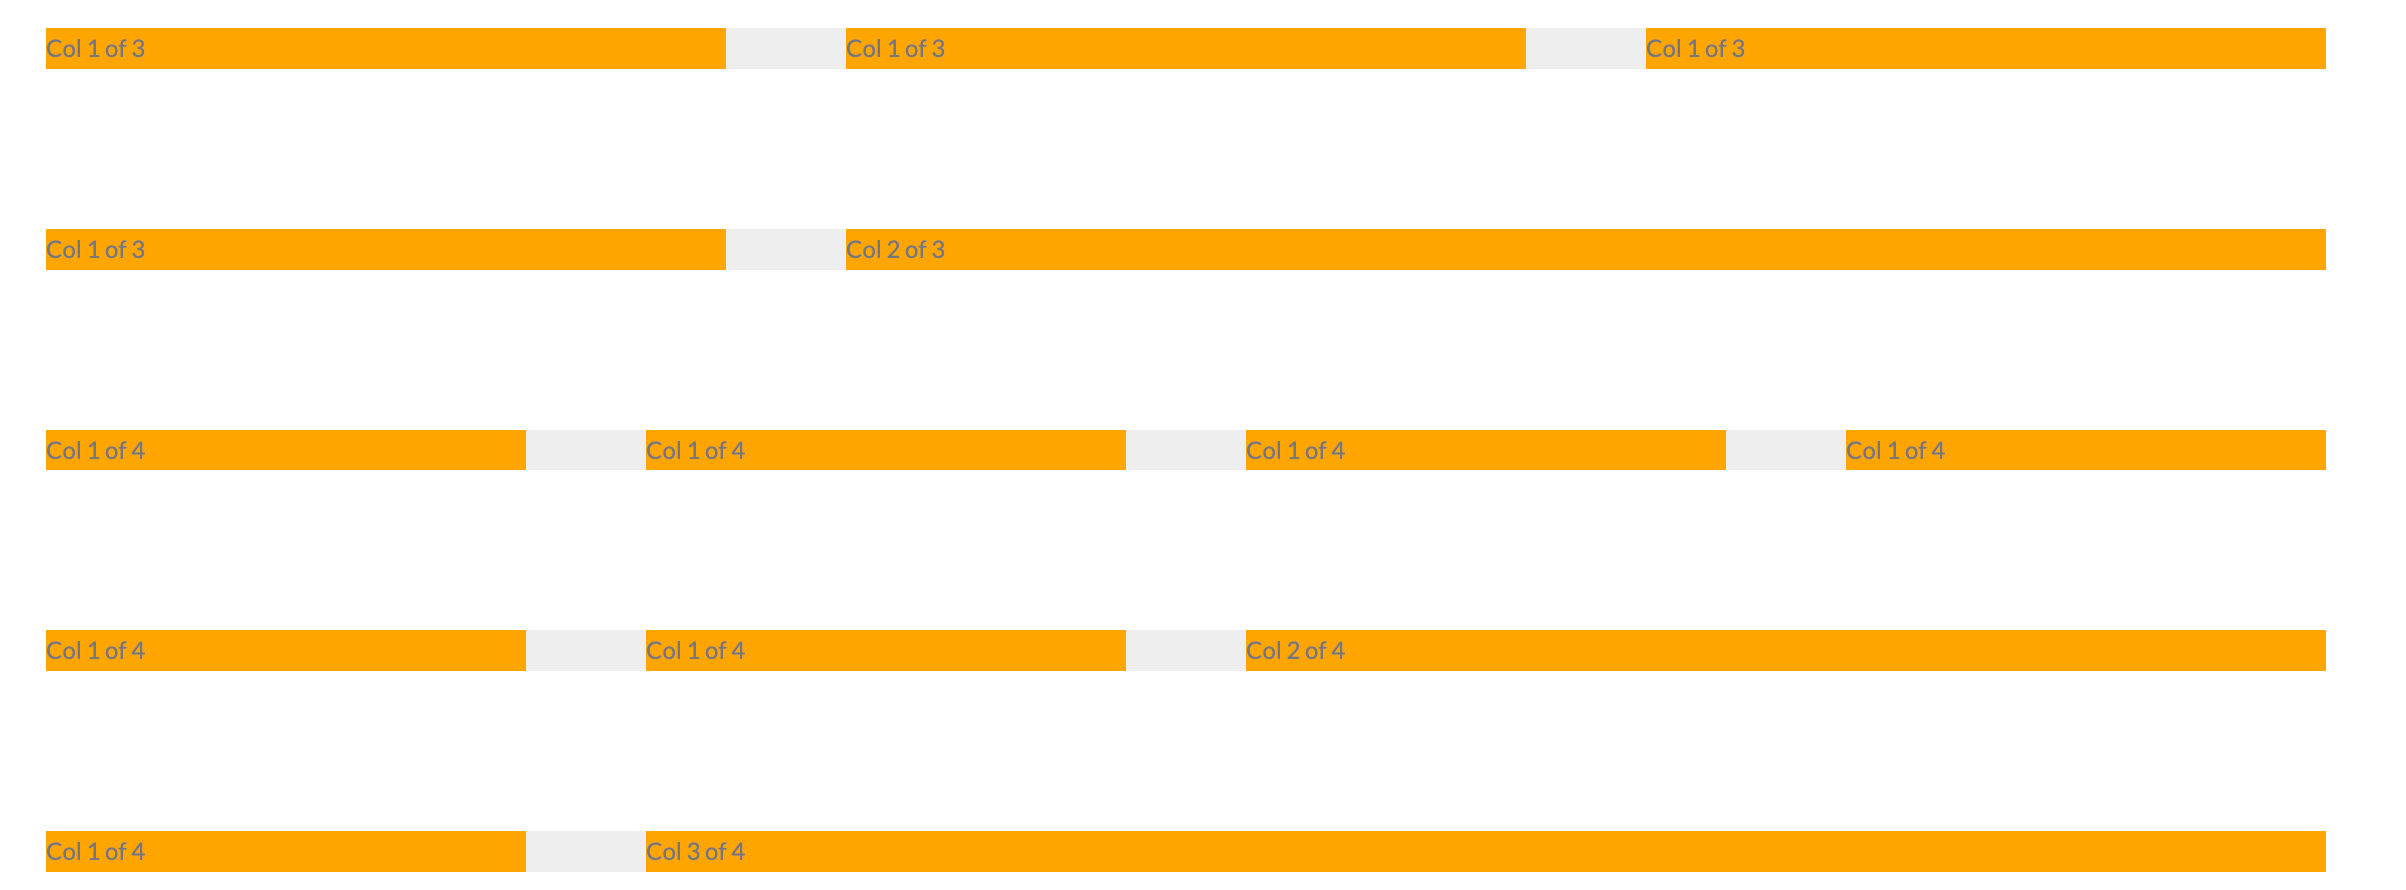 Col 1 of 3 Col 1 of 3 Col 1 of 3
Col 1 of 3 Col 2 of 3
Col 1 of 4 Col 1 of 4 Col 1 of 4 Col 1 of 4
Col 1 of 4 Col 1 of 4 Col 2 of 4
Col 1 of 4 Col 3 of 4